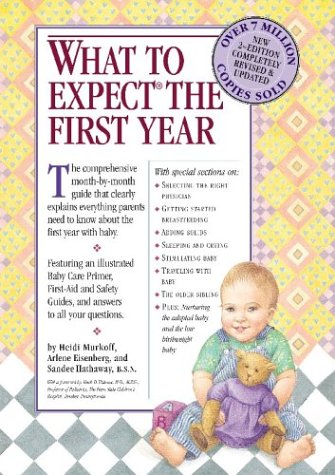 WHAT TO
EXPECT® THE
FIRST YEAR
OVER 7 MILLION
NEW
2ND EDITION
COMPLETELY
REVISED &
UPDATED
COPIES SOLD
The comprehensive
month-by-month
guide that clearly
explains everything parents
need to know about the
first year with baby.
Featuring an illustrated
Baby Care Primer,
First-Aid and Safety
Guides, and answers
to all your questions.
by Heidi Murkoff,
Arlene Eisenberg, and
Sandee Hathaway, B.S.N.
With special sections on:
• SELECTING THE RIGHT
PHYSICIAN
• GETTING STARTED
BREASTFEEDING
• ADDING SOLIDS
• SLEEPING AND CRYING
• STIMULATING BABY
• TRAVELING WITH
BABY
• THE OLDER SIBLING
• PLUS: Nurturing
the adopted baby
and the low
birthweight
baby